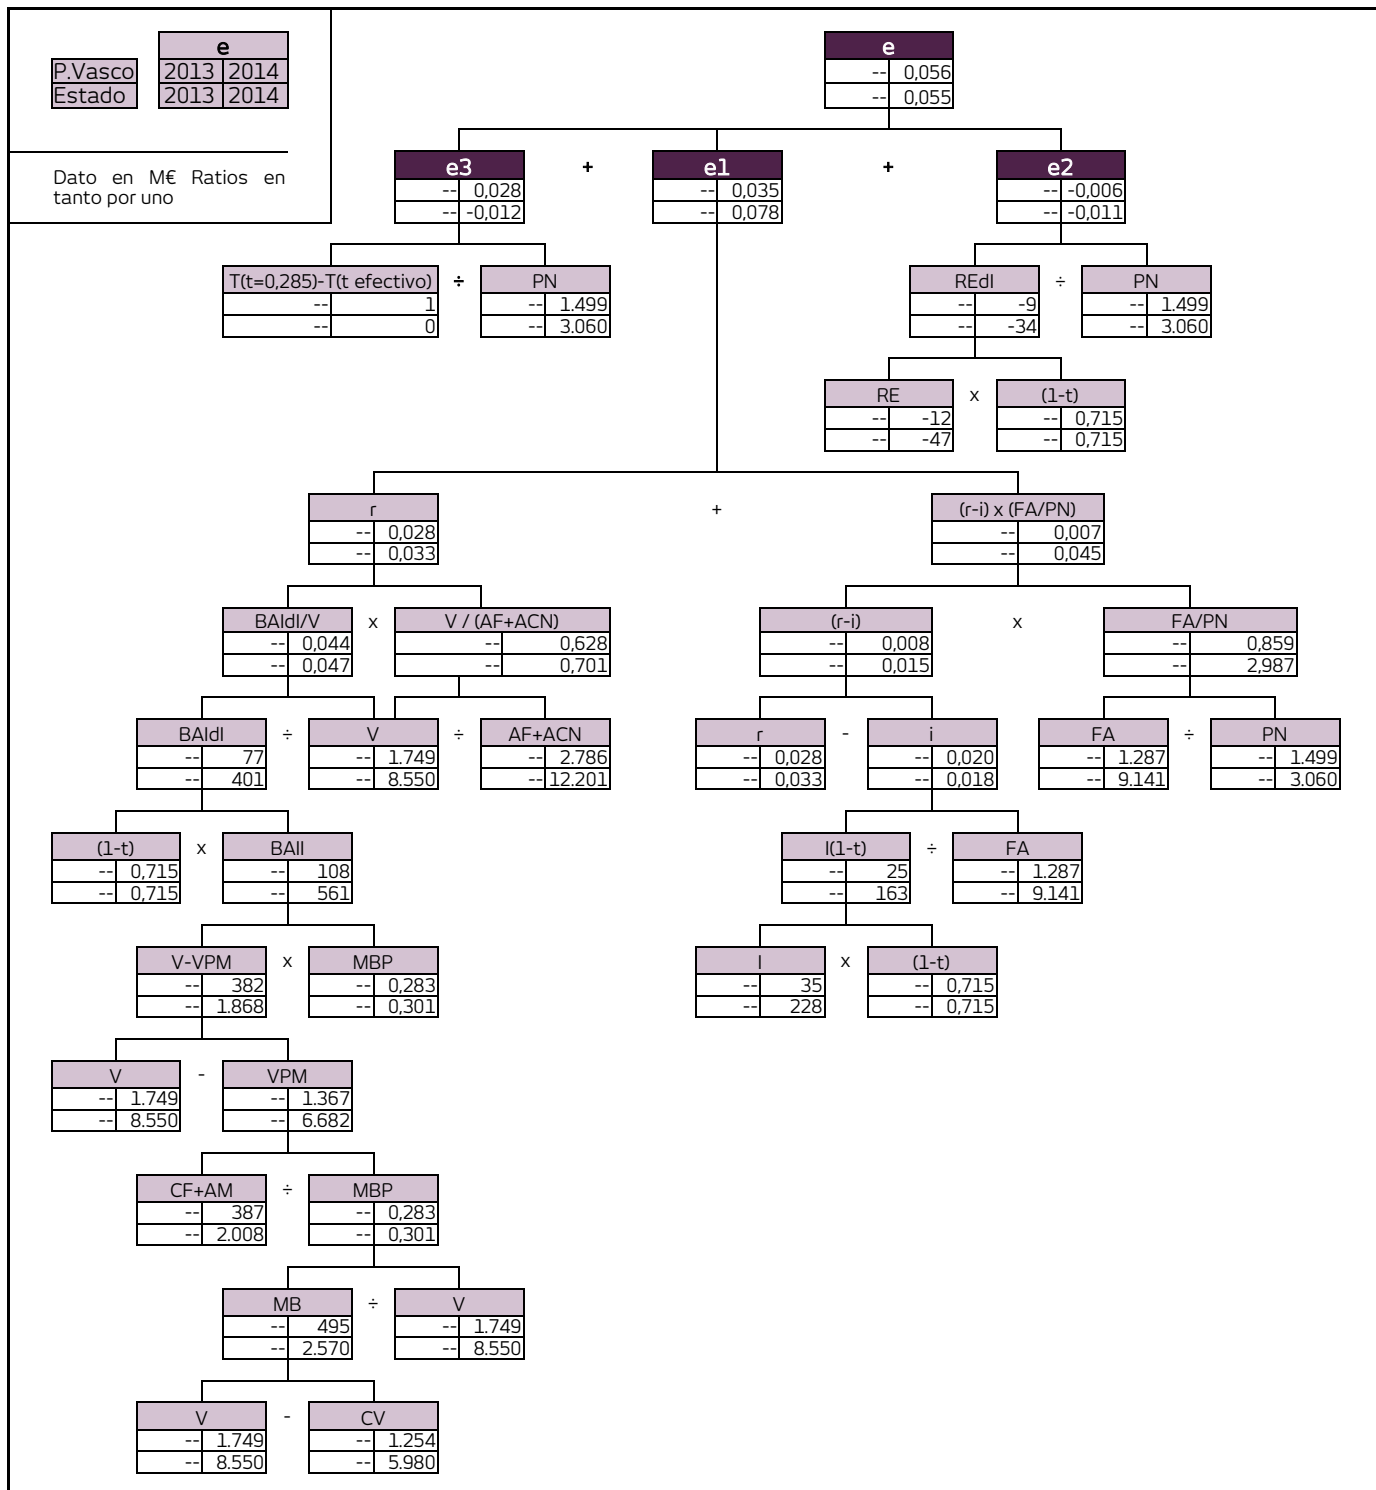 e
P.Vasco 2013 2014
Estado 2013 2014
Dato en M€ Ratios en
tanto por uno
e
-- 0,056
-- 0,055
e3 + e1 + e2
-- 0,028 -- 0,035 -- -0,006
-- -0,012 -- 0,078 -- -0,011
T(t=0,285)-T(t efectivo) ÷ PN REdI ÷ PN
-- 1 -- 1.499 -- -9 -- 1.499
-- 0 -- 3.060 -- -34 -- 3.060
RE x (1-t)
-- -12 -- 0,715
-- -47 -- 0,715
r + (r-i) x (FA/PN)
-- 0,028 -- 0,007
-- 0,033 -- 0,045
BAIdI/V x V / (AF+ACN) (r-i) x FA/PN
-- 0,044 -- 0,628 -- 0,008 -- 0,859
-- 0,047 -- 0,701 -- 0,015 -- 2,987
BAIdI ÷ V ÷ AF+ACN r - i FA ÷ PN
-- 77 -- 1.749 -- 2.786 -- 0,028 -- 0,020 -- 1.287 -- 1.499
-- 401 -- 8.550 -- 12.201 -- 0,033 -- 0,018 -- 9.141 -- 3.060
(1-t) x BAII I(1-t) ÷ FA
-- 0,715 -- 108 -- 25 -- 1.287
-- 0,715 -- 561 -- 163 -- 9.141
V-VPM x MBP I x (1-t)
-- 382 -- 0,283 -- 35 -- 0,715
-- 1.868 -- 0,301 -- 228 -- 0,715
V - VPM
-- 1.749 -- 1.367
-- 8.550 -- 6.682
CF+AM ÷ MBP
-- 387 -- 0,283
-- 2.008 -- 0,301
MB ÷ V
-- 495 -- 1.749
-- 2.570 -- 8.550
V - CV
-- 1.749 -- 1.254
-- 8.550 -- 5.980